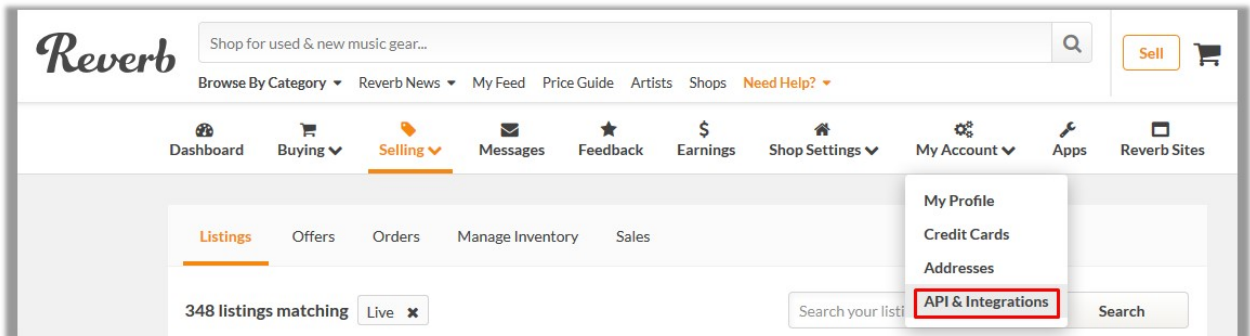 Reverb
Shop for used & new music gear...
Sell
Browse By Category Reverb News My Feed Price Guide Artists Shops Need Help?
Dashboard Buying Selling Messages Feedback $ Earnings Shop Settings My Account Apps Reverb Sites
My Profile
Credit Cards
Addresses
API & Integrations
Listings Offers Orders Manage Inventory Sales
348 listings matching Live ✖
Search your listi
Search